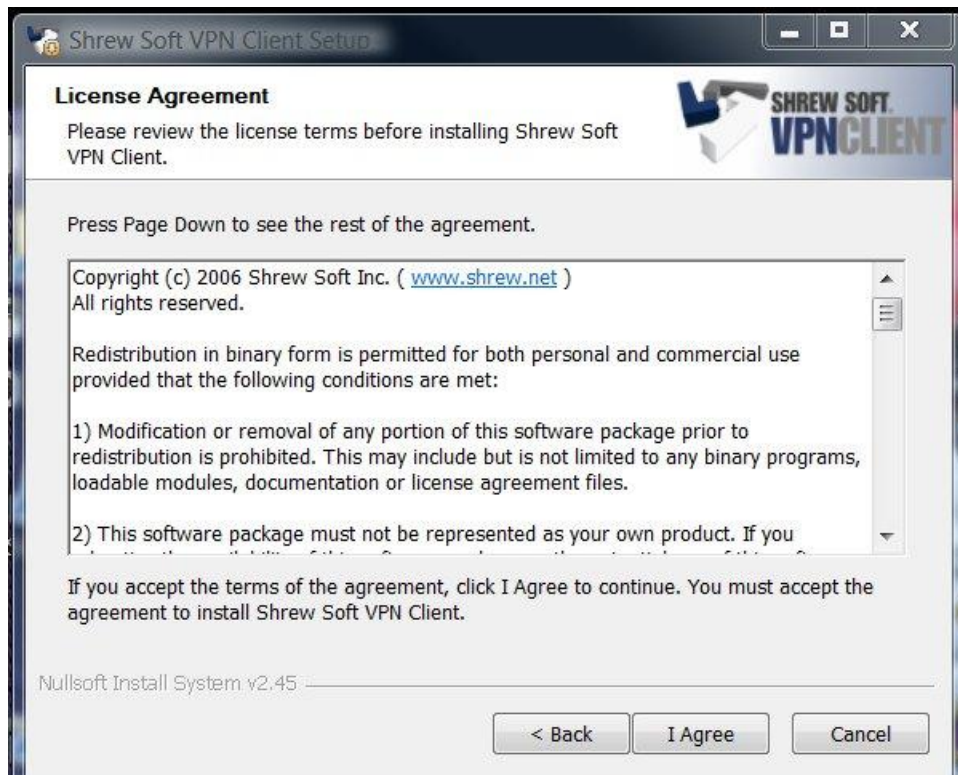 Shrew Soft VPN Client Setup
License Agreement
Please review the license terms before installing Shrew Soft
VPN Client.
SHREW SOFT
VPNCLIENT
Press Page Down to see the rest of the agreement.
Copyright (c) 2006 Shrew Soft Inc. ( www.shrew.net )
All rights reserved.
Redistribution in binary form is permitted for both personal and commercial use
provided that the following conditions are met:
1) Modification or removal of any portion of this software package prior to
redistribution is prohibited. This may include but is not limited to any binary programs,
loadable modules, documentation or license agreement files.
2) This software package must not be represented as your own product. If you
If you accept the terms of the agreement, click I Agree to continue. You must accept the
agreement to install Shrew Soft VPN Client.
Nullsoft Install System v2.45
< Back
I Agree
Cancel